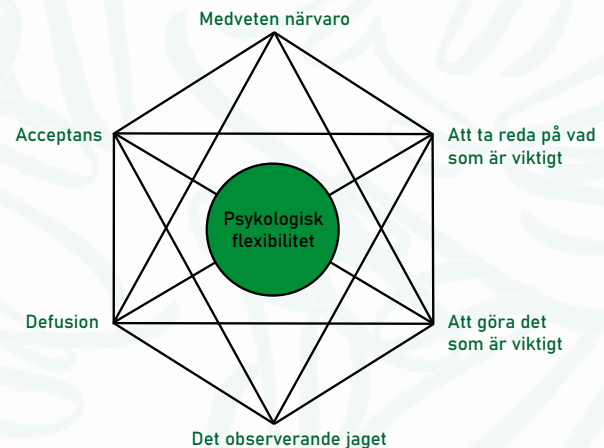 Medveten närvaro
Acceptans
Att ta reda på vad
som är viktigt
Psykologisk
flexibilitet
Defusion
Att göra det
som är viktigt
Det observerande jaget